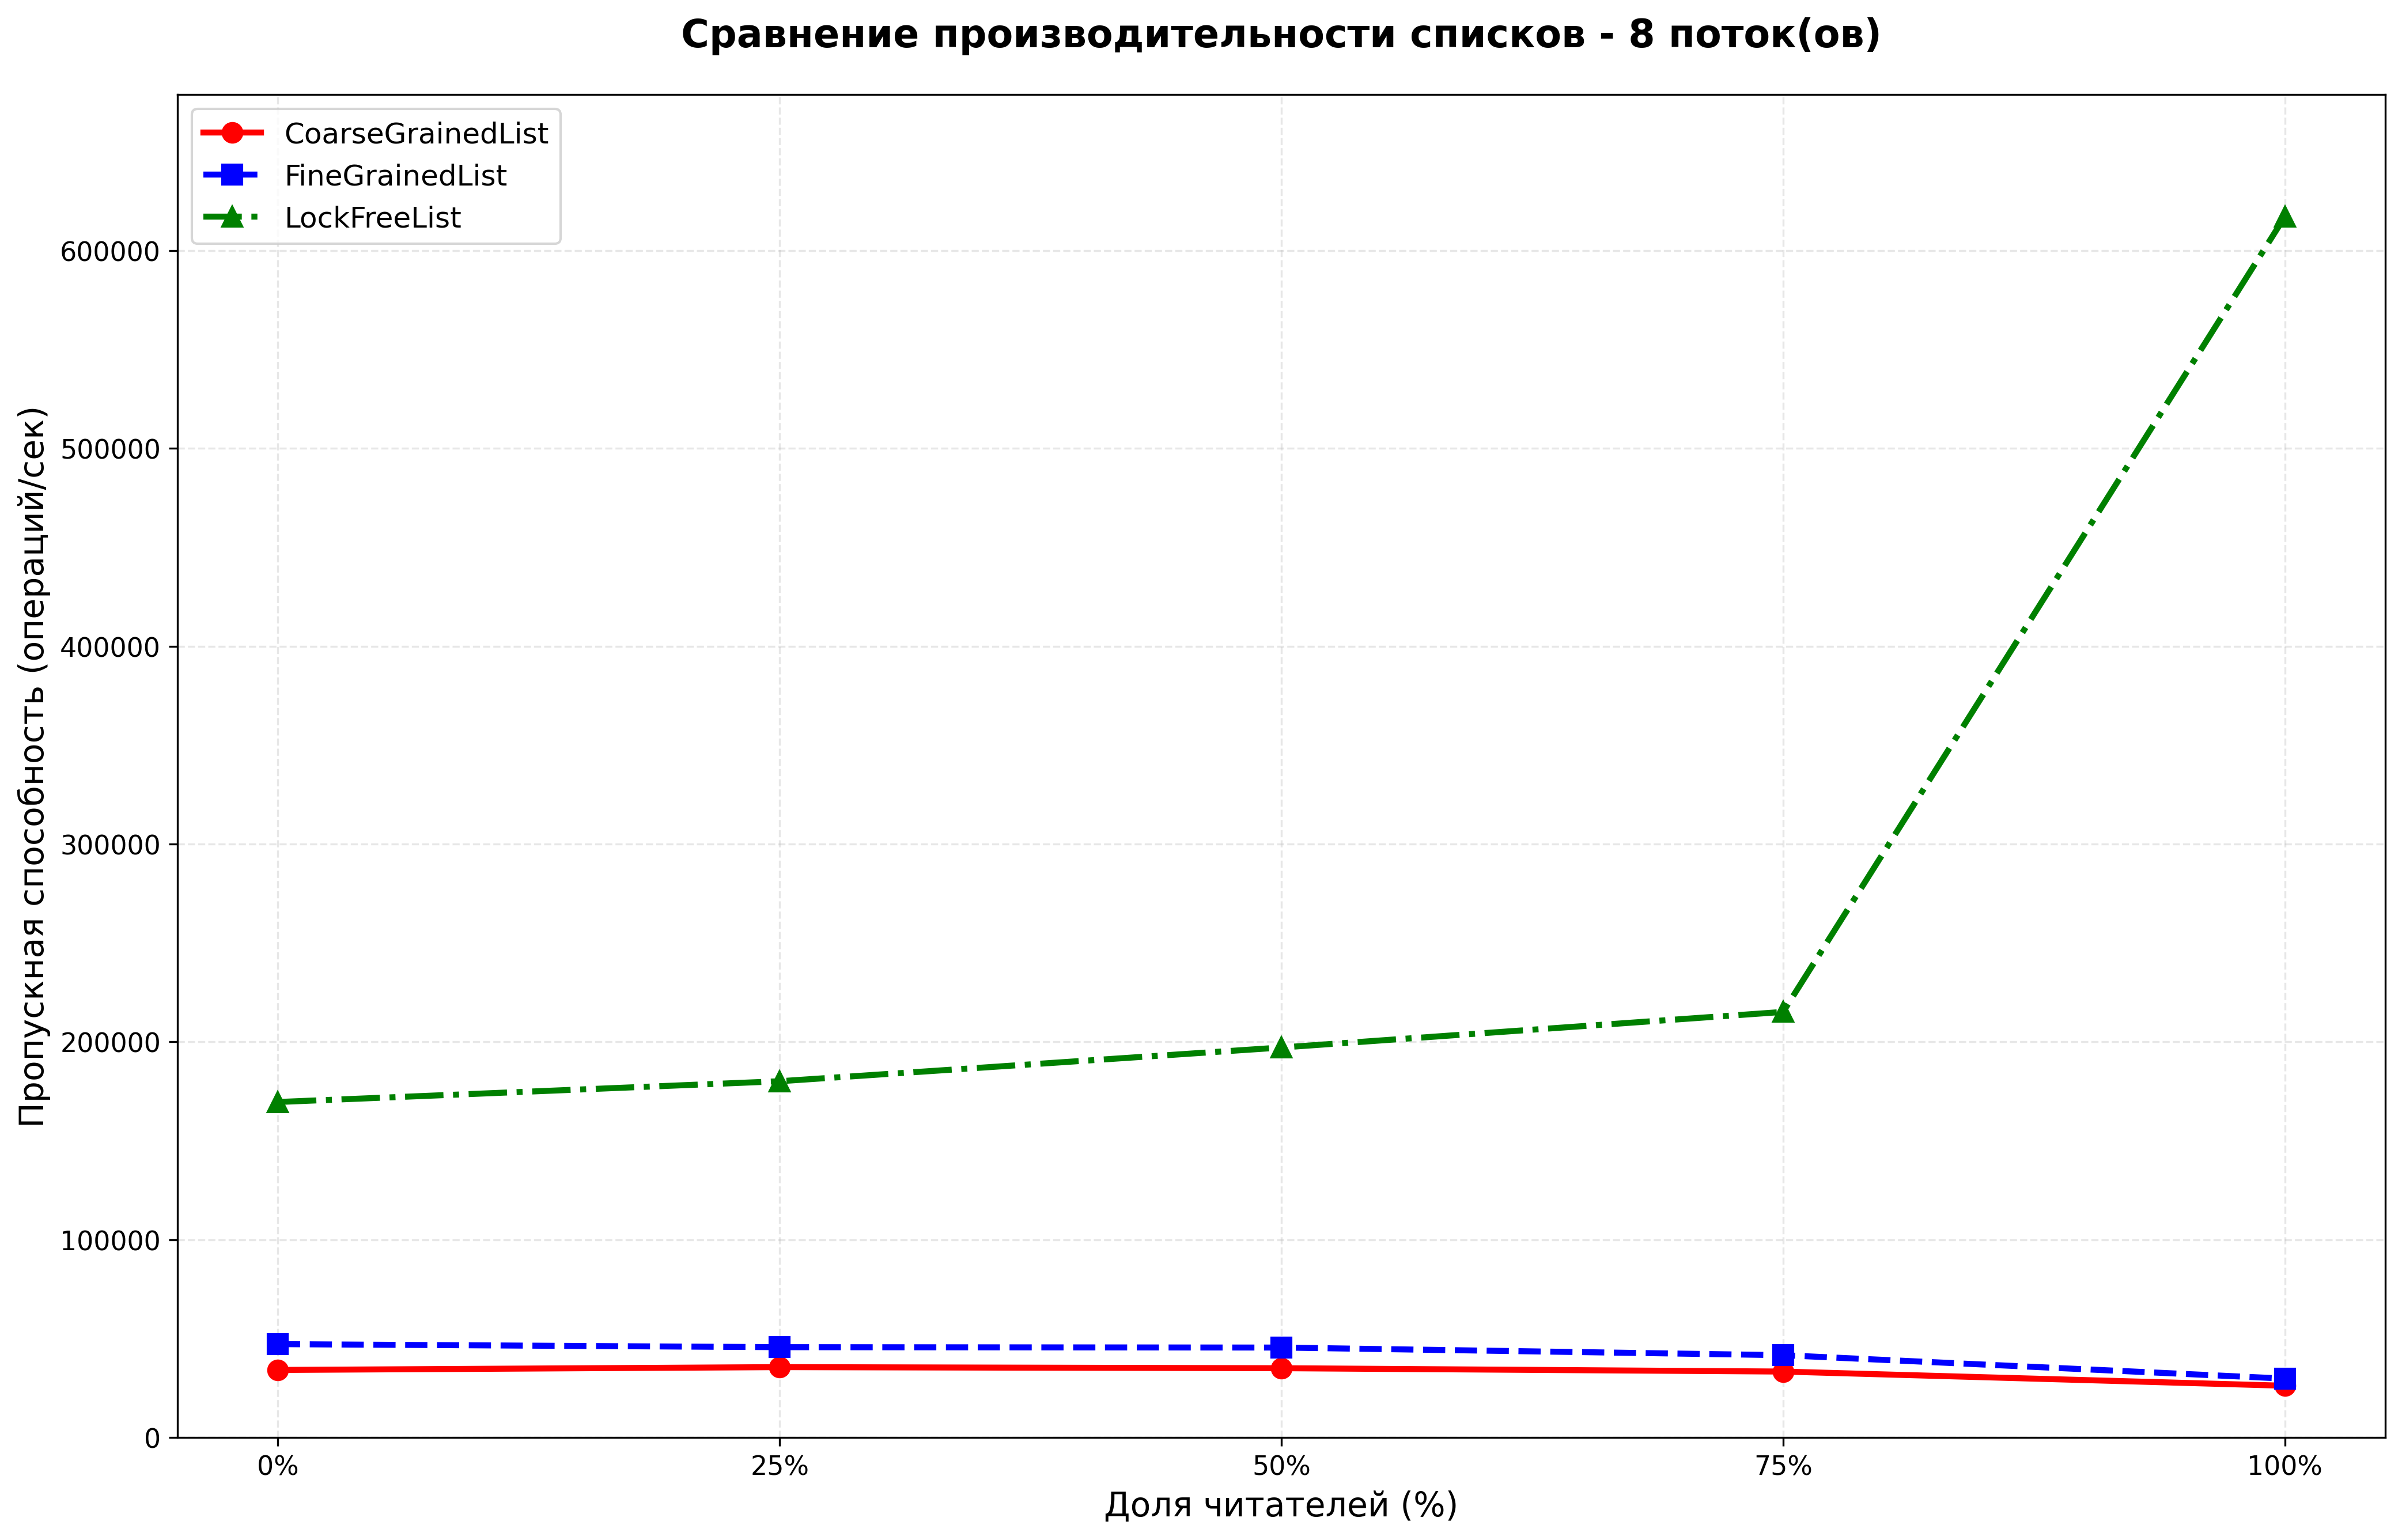 Сравнение производительности списков - 8 поток(ов)
CoarseGrainedList
FineGrainedList
LockFreeList
Пропускная способность (операций/сек)
600000
500000
400000
300000
200000
100000
0
0% 25% 50% 75% 100%
Доля читателей (%)